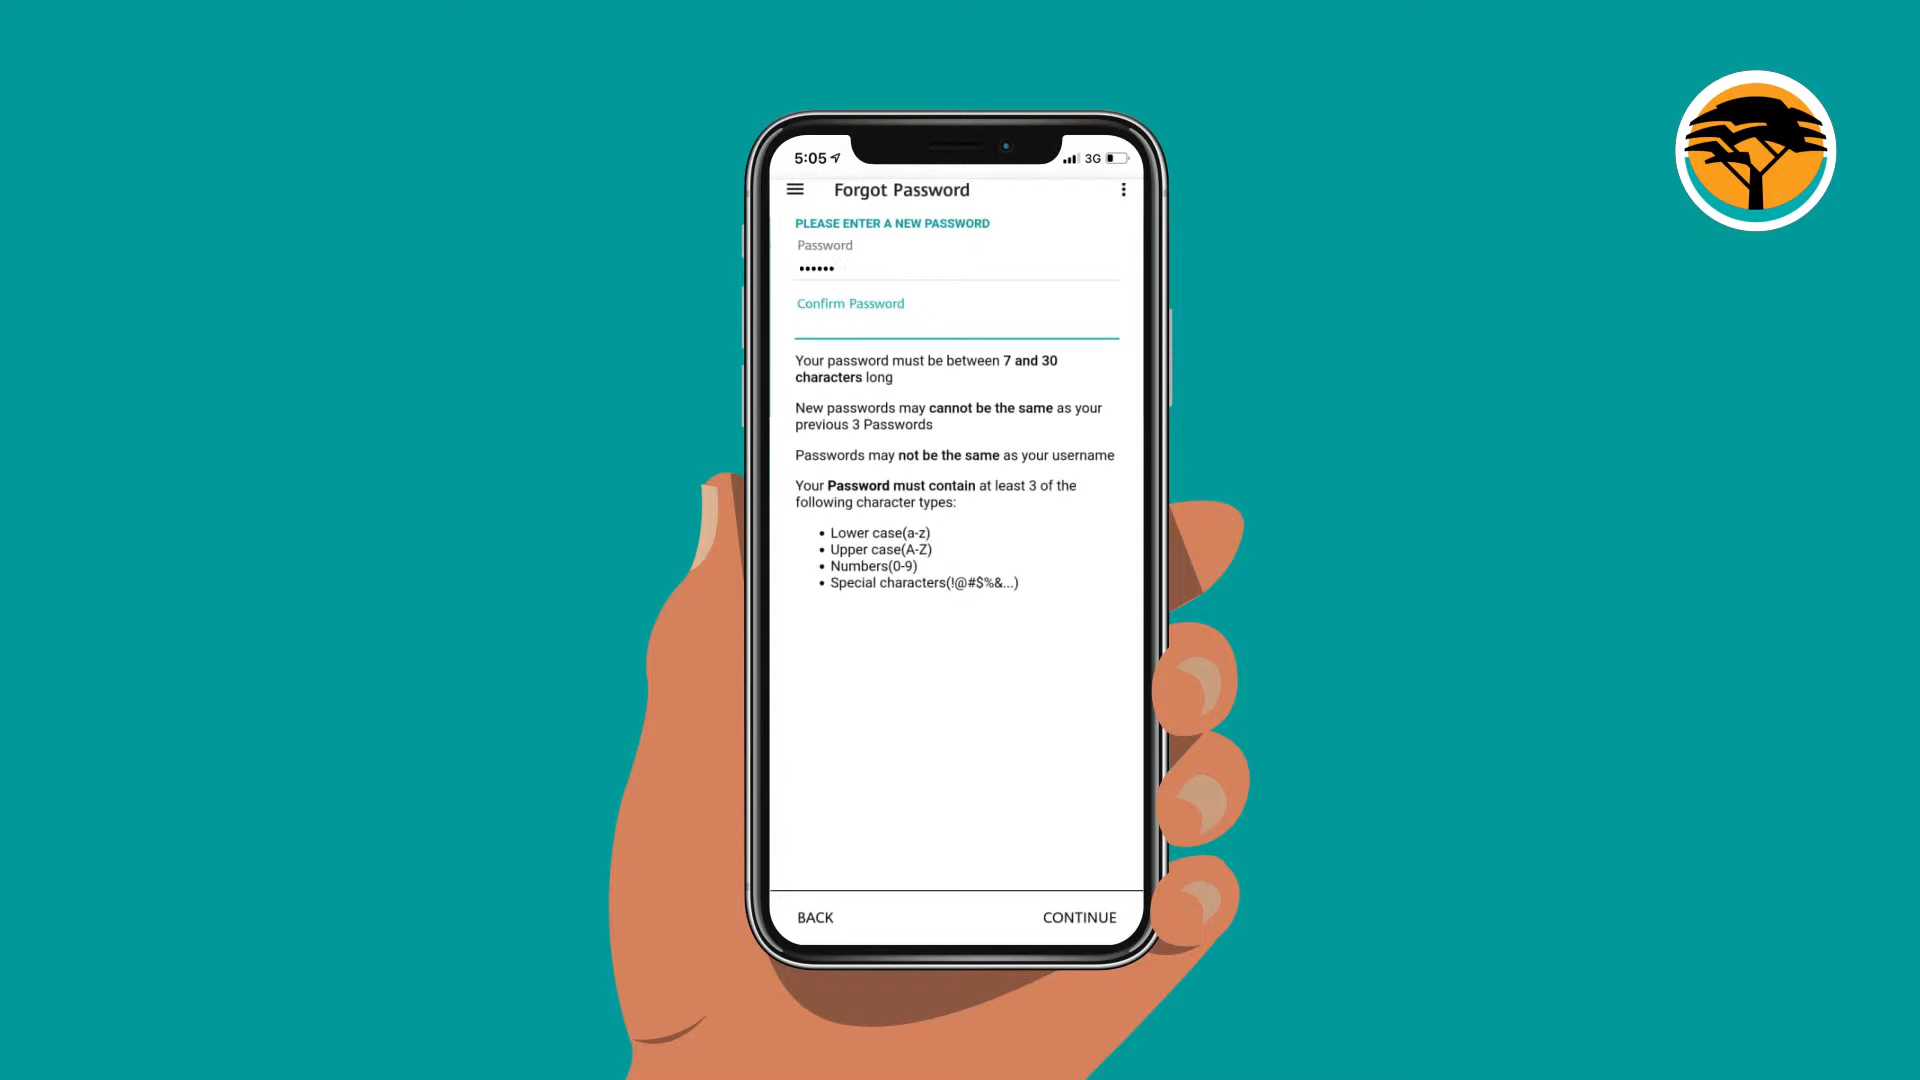 5:05
3G
Forgot Password
PLEASE ENTER A NEW PASSWORD
Password
••••••
Confirm Password
Your password must be between 7 and 30
characters long
New passwords may cannot be the same as your
previous 3 Passwords
Passwords may not be the same as your username
Your Password must contain at least 3 of the
following character types:
• Lower case(a-z)
• Upper case(A-Z)
• Numbers(0-9)
• Special characters(!@#$%&...)
BACK
CONTINUE